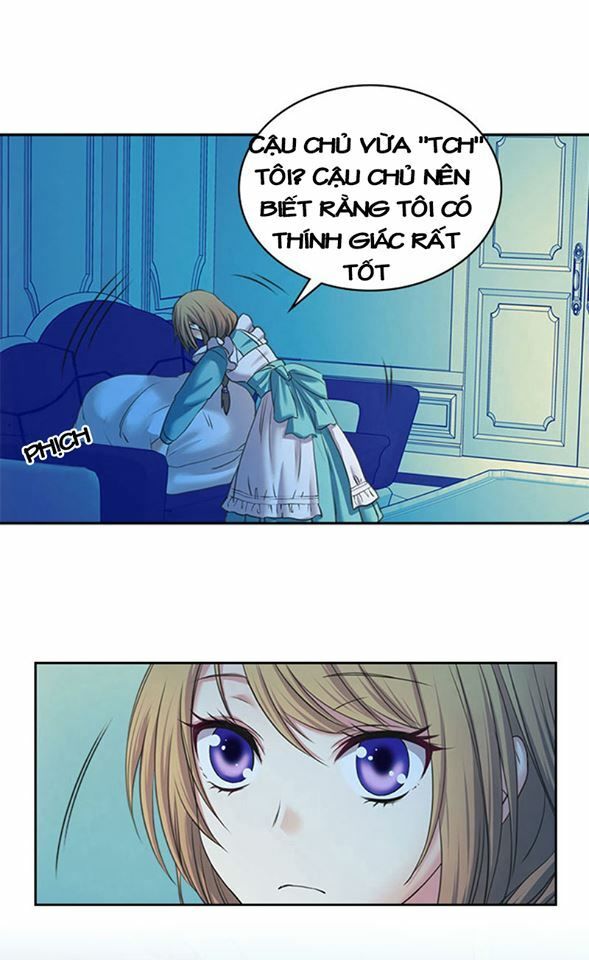 CẬU CHỦ VỪA "TCH"
TÔI? CẬU CHỦ NÊN
BIẾT RẰNG TÔI CÓ
THÍNH GIÁC RẤT
TỐT
PHỊCH